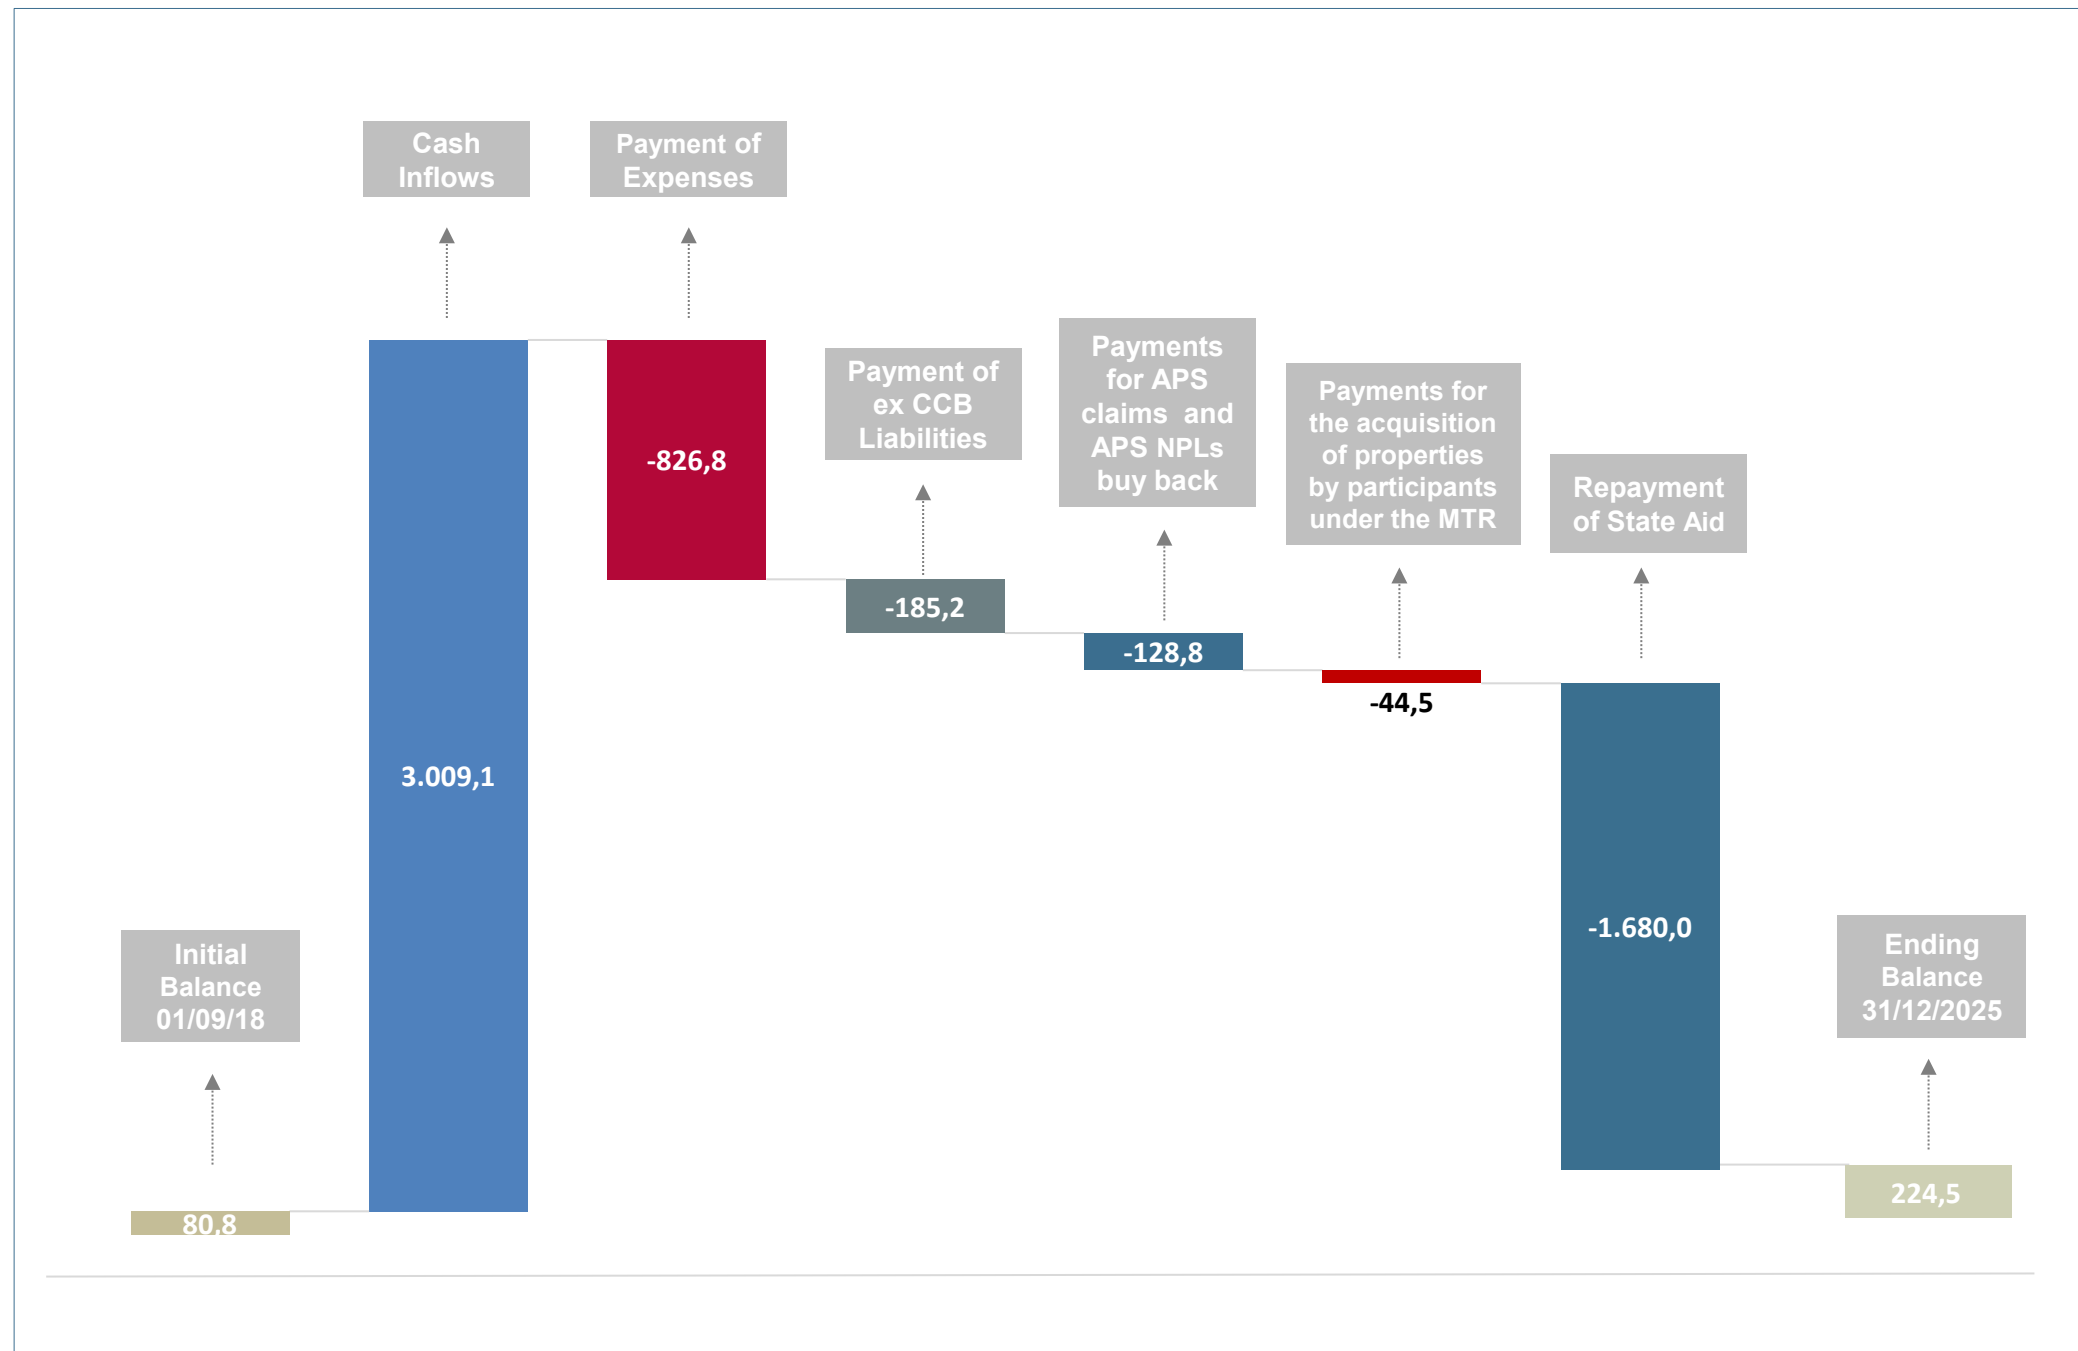 Cash
Inflows
Payment of
Expenses
Payment of
ex CCB
Liabilities
Payments
for APS
claims and
APS NPLs
buy back
Payments for
the acquisition
of properties
by participants
under the MTR
Repayment
of State Aid
Initial
Balance
01/09/18
Ending
Balance
31/12/2025
80,8
3.009,1
-826,8
-185,2
-128,8
-44,5
-1.680,0
224,5